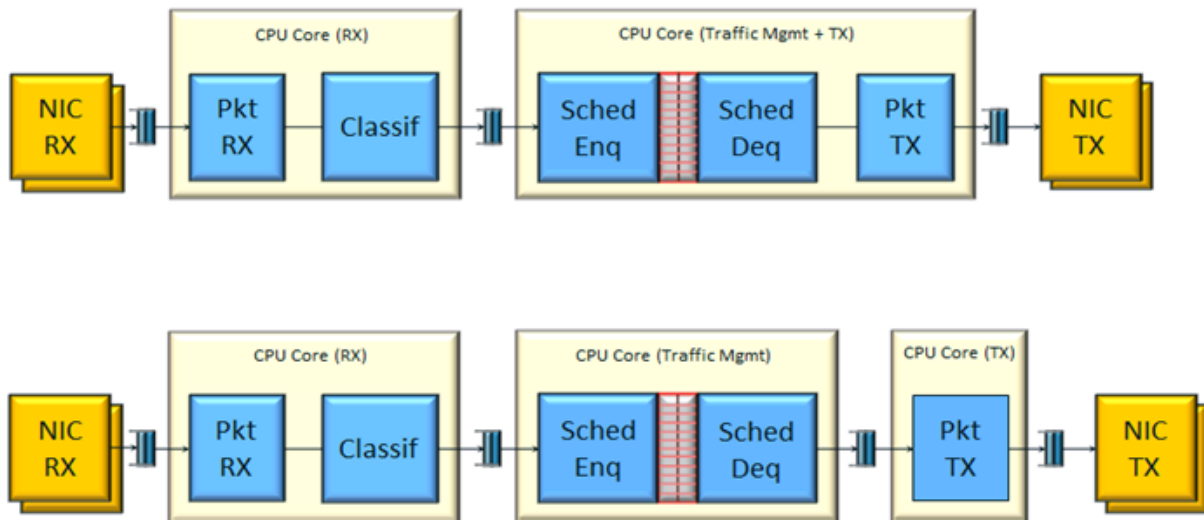 CPU Core (RX)
CPU Core (Traffic Mgmt + TX)
NIC
RX
Pkt
RX
Classif
Sched
Enq
Sched
Deq
Pkt
TX
NIC
TX
CPU Core (RX)
CPU Core (Traffic Mgmt)
CPU Core (TX)
NIC
RX
Pkt
RX
Classif
Sched
Enq
Sched
Deq
Pkt
TX
NIC
TX